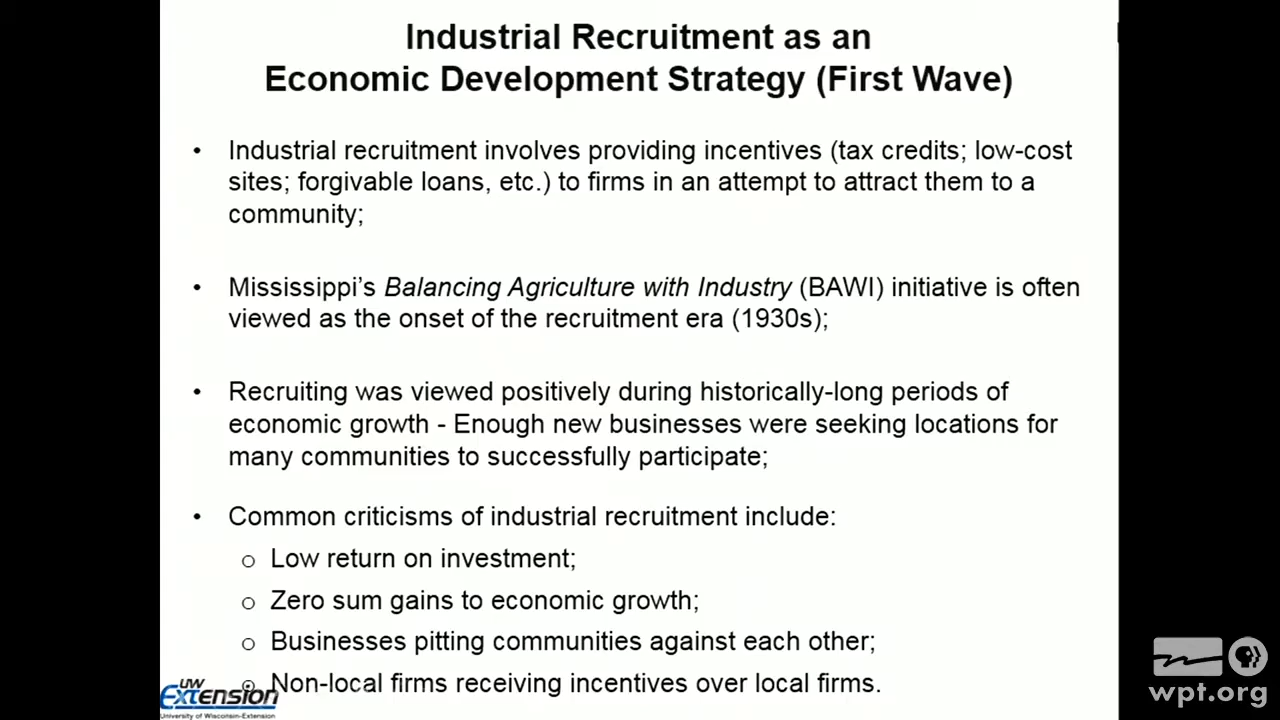 Industrial Recruitment as an
Economic Development Strategy (First Wave)
• Industrial recruitment involves providing incentives (tax credits; low-cost
sites; forgivable loans, etc.) to firms in an attempt to attract them to a
community;
• Mississippi's Balancing Agriculture with Industry (BAWI) initiative is often
viewed as the onset of the recruitment era (1930s);
• Recruiting was viewed positively during historically-long periods of
economic growth - Enough new businesses were seeking locations for
many communities to successfully participate;
• Common criticisms of industrial recruitment include:
o Low return on investment;
o Zero sum gains to economic growth;
o Businesses pitting communities against each other;
o Non-local firms receiving incentives over local firms.
UW
Extension
University of Wisconsin-Extension
wpt.org